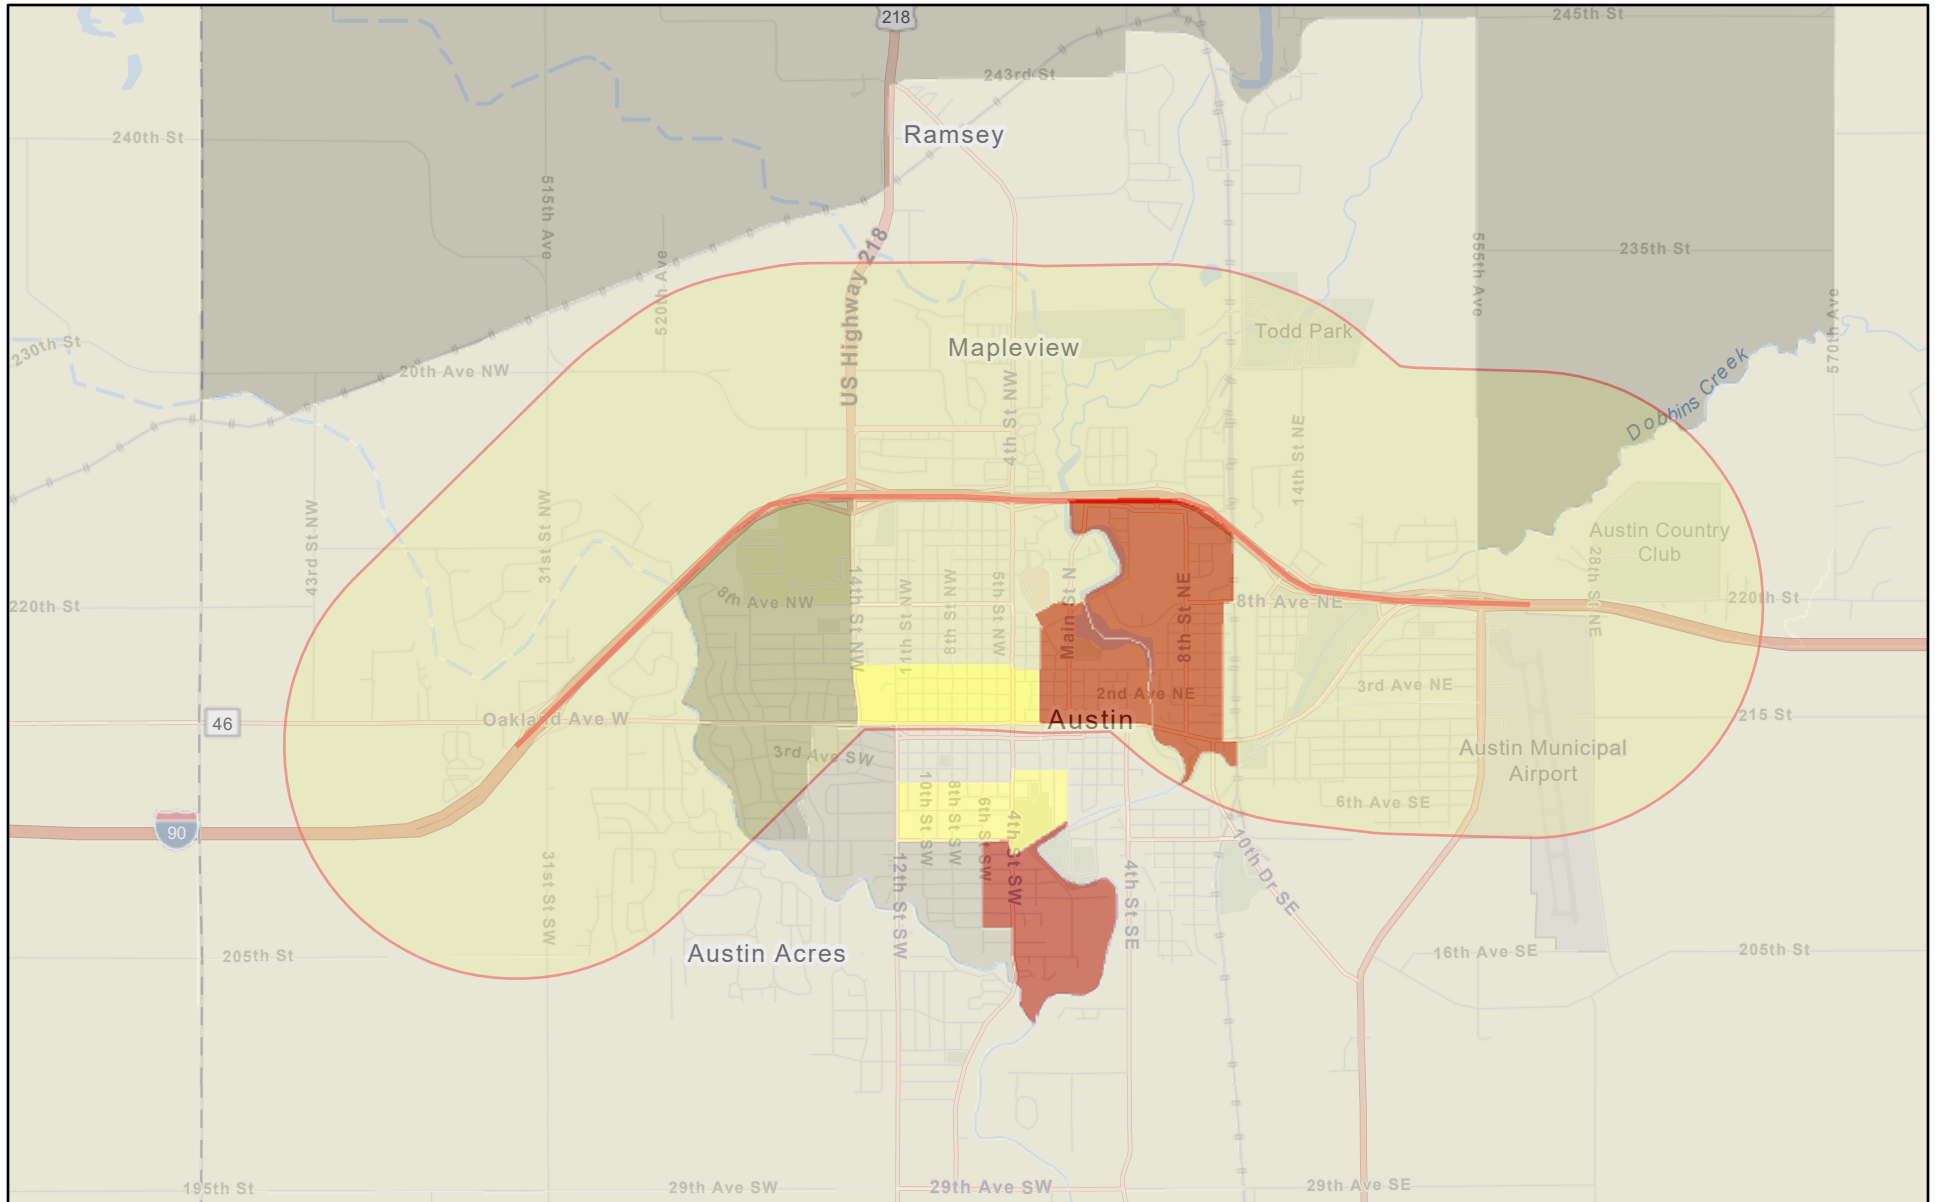 218
245th St
243rd St
240th St
Ramsey
515th Ave
520th Ave
US Highway 218
555th Ave
235th St
570th Ave
230th St
20th Ave NW
Mapleview
Todd Park
4th St NW
14th St NE
Dobbins Creek
43rd St NW
31st St NW
Austin Country
Club
28th St NE
220th St
8th Ave NW
14th St NW
11th St NW
8th St NW
5th St NW
Main St N
8th St NE
8th Ave NE
220th St
2nd Ave NE
3rd Ave NE
46
Oakland Ave W
Austin
215 St
3rd Ave SW
Austin Municipal
Airport
10th St SW
8th St SW
6th St SW
4th St SW
6th Ave SE
90
31st St SW
12th St SW
4th St SE
10th Dr SE
205th St
Austin Acres
16th Ave SE
205th St
195th St
29th Ave SW
29th Ave SW
29th Ave SE